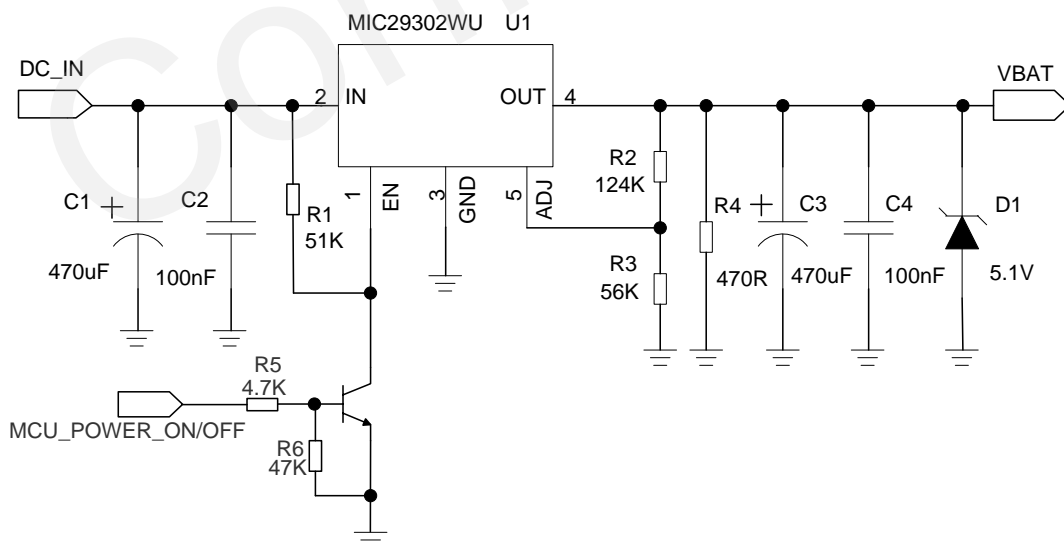 MIC29302WU U1
DC_IN
VBAT
2 IN
OUT 4
1
EN
3
GND
5
ADJ
C1
+
470uF
C2
100nF
R1
51K
R2
124K
R3
56K
R4
470R
+
C3
470uF
C4
100nF
D1
5.1V
R5
4.7K
MCU_POWER_ON/OFF
R6
47K